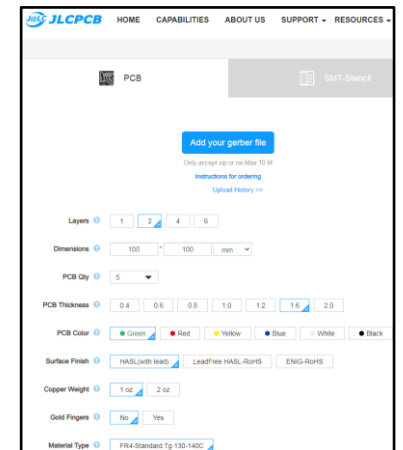 J@LC JLCPCB HOME CAPABILITIES ABOUT US SUPPORT RESOURCES
PCB SMT-Stencil
Add your gerber file
Only accept zip or rar,Max 10 M
Instructions for ordering
Upload History >>
Layers 1 2 4 6
Dimensions 100 * 100 mm
PCB Qty 5
PCB Thickness 0.4 0.6 0.8 1.0 1.2 1.6 2.0
PCB Color Green Red Yellow Blue White Black
Surface Finish HASL(with lead) LeadFree HASL-RoHS ENIG-RoHS
Copper Weight 1 oz 2 oz
Gold Fingers No Yes
Material Type FR4-Standard Tg 130-140C